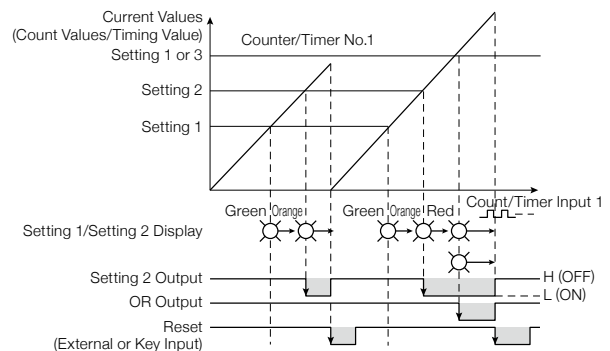 Current Values
(Count Values/Timing Value)
Counter/Timer No.1
Setting 1 or 3
Setting 2
Setting 1
Count/Timer Input 1
Green Orange Green Orange Red
Setting 1/Setting 2 Display
Setting 2 Output
H (OFF)
L (ON)
OR Output
Reset
(External or Key Input)